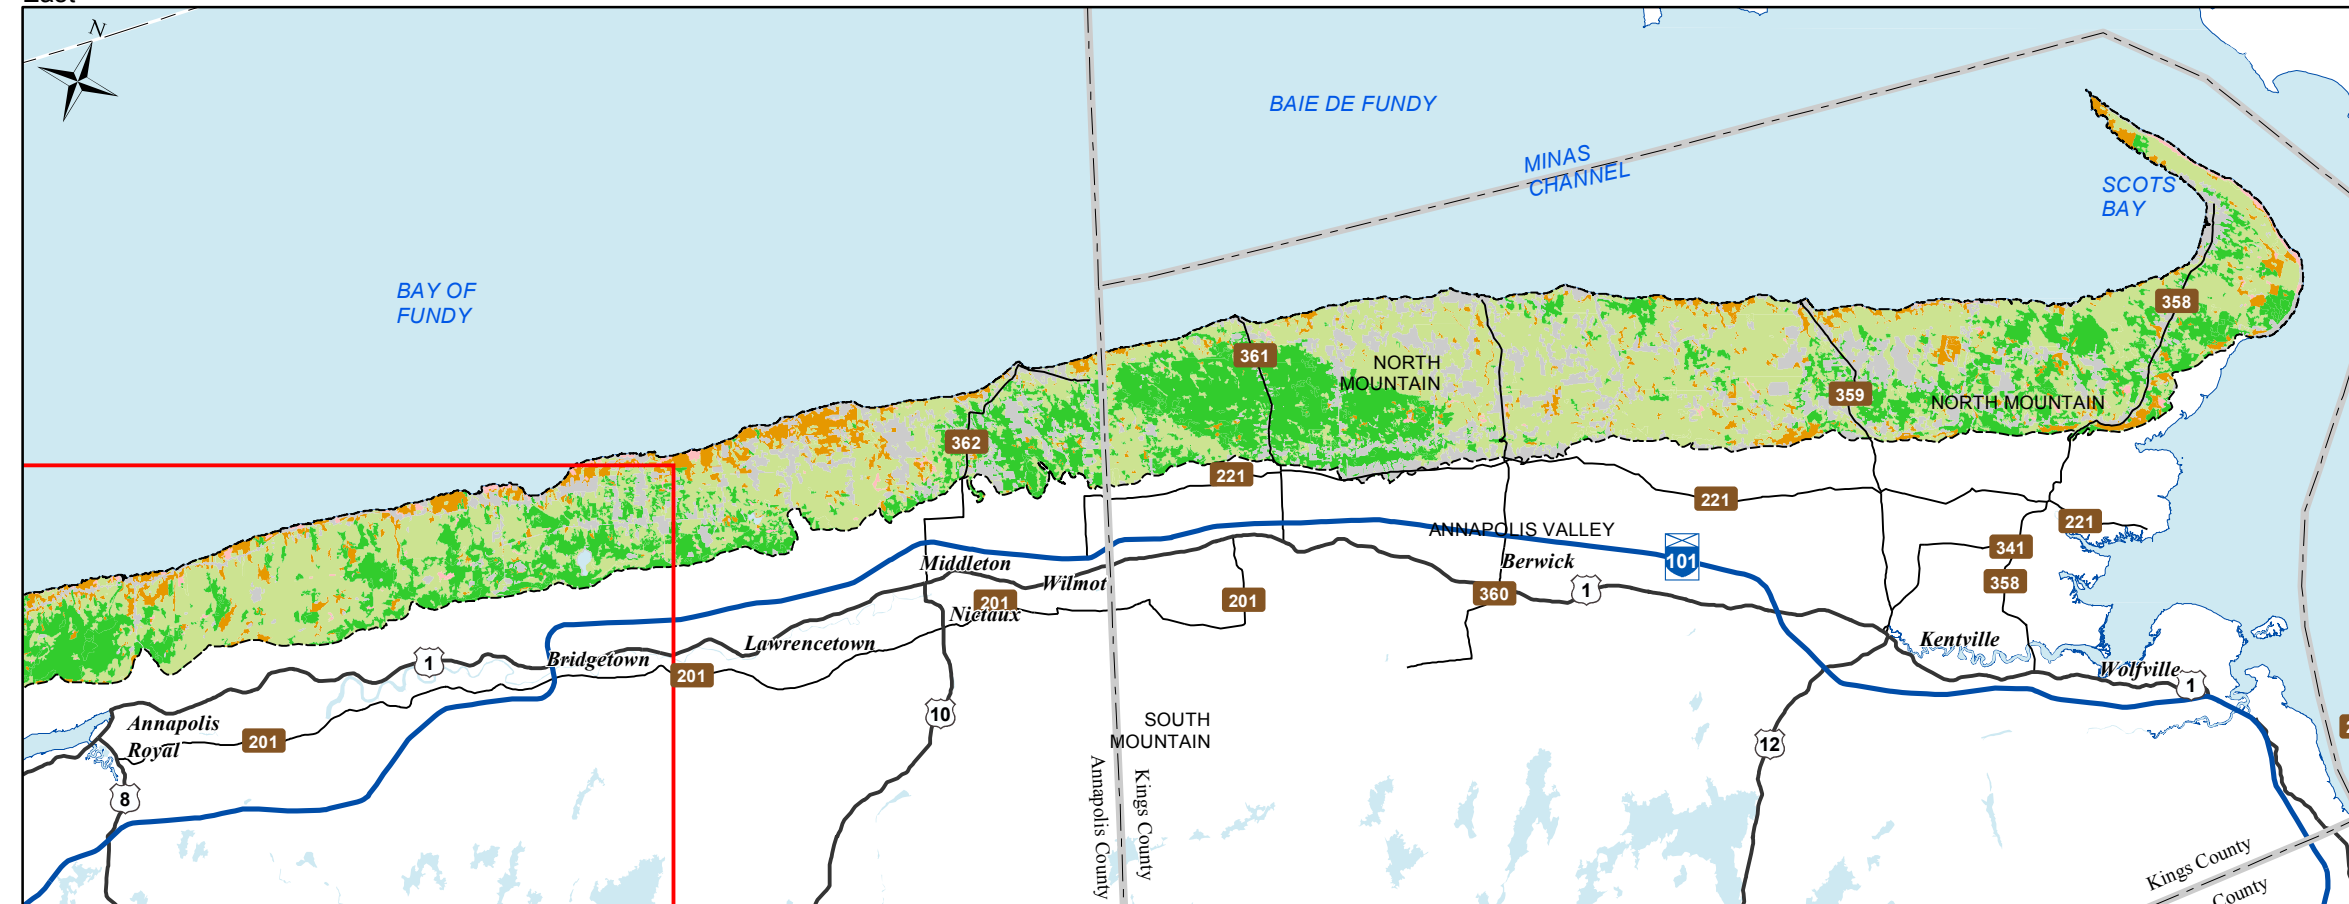 East
N
BAIE DE FUNDY
MINAS
CHANNEL
SCOTS
BAY
BAY OF
FUNDY
358
361
NORTH
MOUNTAIN
359
NORTH MOUNTAIN
362
221
221
221
ANNAPOLIS VALLEY
341
Middleton
Berwick
101
Wilmot
358
201
201
360
1
Nictaux
Lawrencetown
Kentville
1
Bridgetown
201
Wolfville
1
Annapolis
Royal
201
10
SOUTH
MOUNTAIN
12
8
Annapolis County
Kings County
Kings County
County